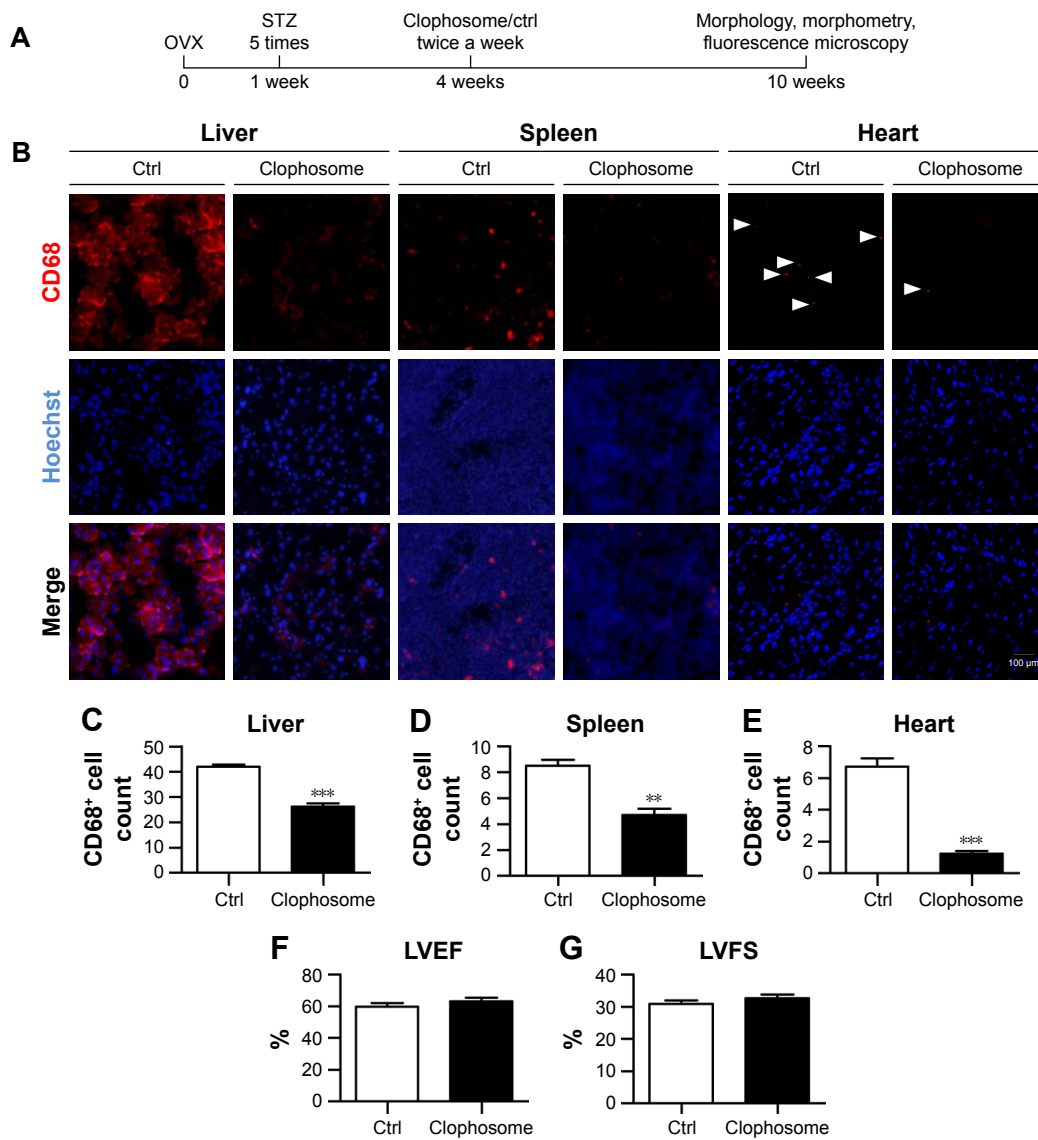 A
OVX
STZ
5 times
Clophosome/ctrl
twice a week
Morphology, morphometry,
fluorescence microscopy
0
1 week
4 weeks
10 weeks
B
Liver
Spleen
Heart
Ctrl
Clophosome
Ctrl
Clophosome
Ctrl
Clophosome
CD68
Hoechst
Merge
100 µm
C
Liver
CD68+ cell
count
50
40
30
20
10
0
***
Ctrl
Clophosome
D
Spleen
CD68+ cell
count
10
8
6
4
2
0
**
Ctrl
Clophosome
E
Heart
CD68+ cell
count
8
6
4
2
0
***
Ctrl
Clophosome
F
LVEF
%
80
60
40
20
0
Ctrl
Clophosome
G
LVFS
%
40
30
20
10
0
Ctrl
Clophosome